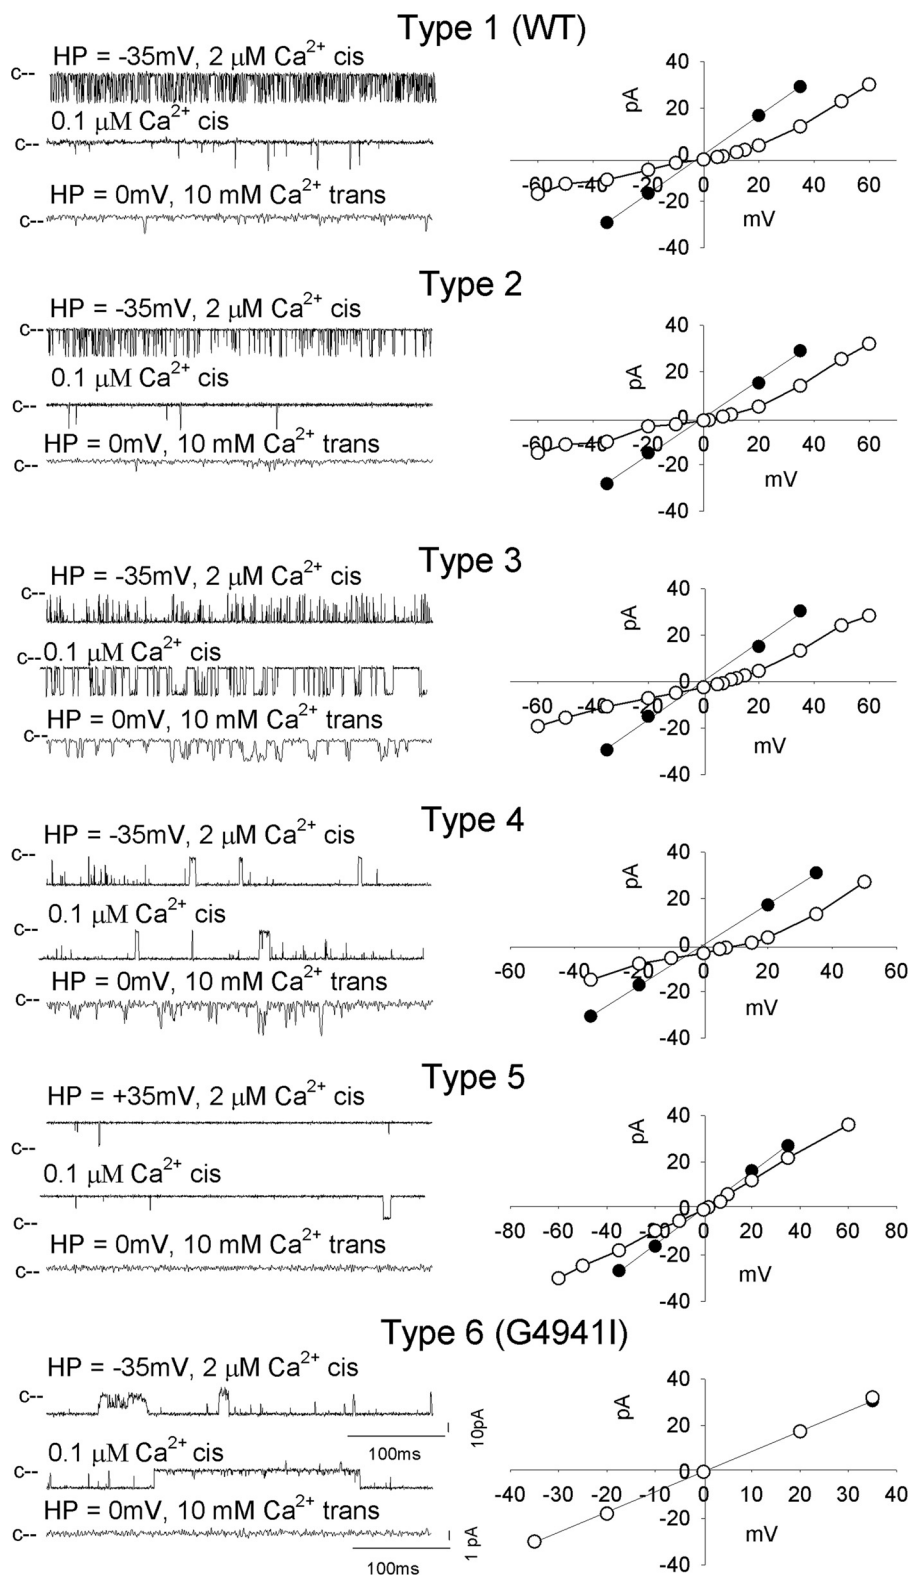 Type 1 (WT)
HP = -35mV, 2 μM Ca2+ cis
c--
0.1 μM Ca2+ cis
c--
HP = 0mV, 10 mM Ca2+ trans
c--
pA
40
20
0
-60 -40 -20 0 20 40 60
-20
mV
-40
Type 2
HP = -35mV, 2 μM Ca2+ cis
c--
0.1 μM Ca2+ cis
c--
HP = 0mV, 10 mM Ca2+ trans
c--
pA
40
20
0
-60 -40 -20 0 20 40 60
-20
mV
-40
Type 3
HP = -35mV, 2 μM Ca2+ cis
c--
c--0.1 μM Ca2+ cis
HP = 0mV, 10 mM Ca2+ trans
c--
pA
40
20
0
-60 -40 -20 0 20 40 60
-20
mV
-40
Type 4
HP = -35mV, 2 μM Ca2+ cis
c--
0.1 μM Ca2+ cis
c--
HP = 0mV, 10 mM Ca2+ trans
c--
pA
40
20
0
-60 -40 -20 0 20 40 60
-20
mV
-40
Type 5
HP = +35mV, 2 μM Ca2+ cis
c--
0.1 μM Ca2+ cis
c--
HP = 0mV, 10 mM Ca2+ trans
c--
pA
40
20
0
-80 -60 -40 -20 0 20 40 60 80
-20
mV
-40
Type 6 (G4941I)
HP = -35mV, 2 μM Ca2+ cis
c--
10pA
100ms
0.1 μM Ca2+ cis
c--
HP = 0mV, 10 mM Ca2+ trans
c--
1 pA
100ms
pA
40
20
0
-40 -30 -20 -10 0 10 20 30 40
-20
mV
-40